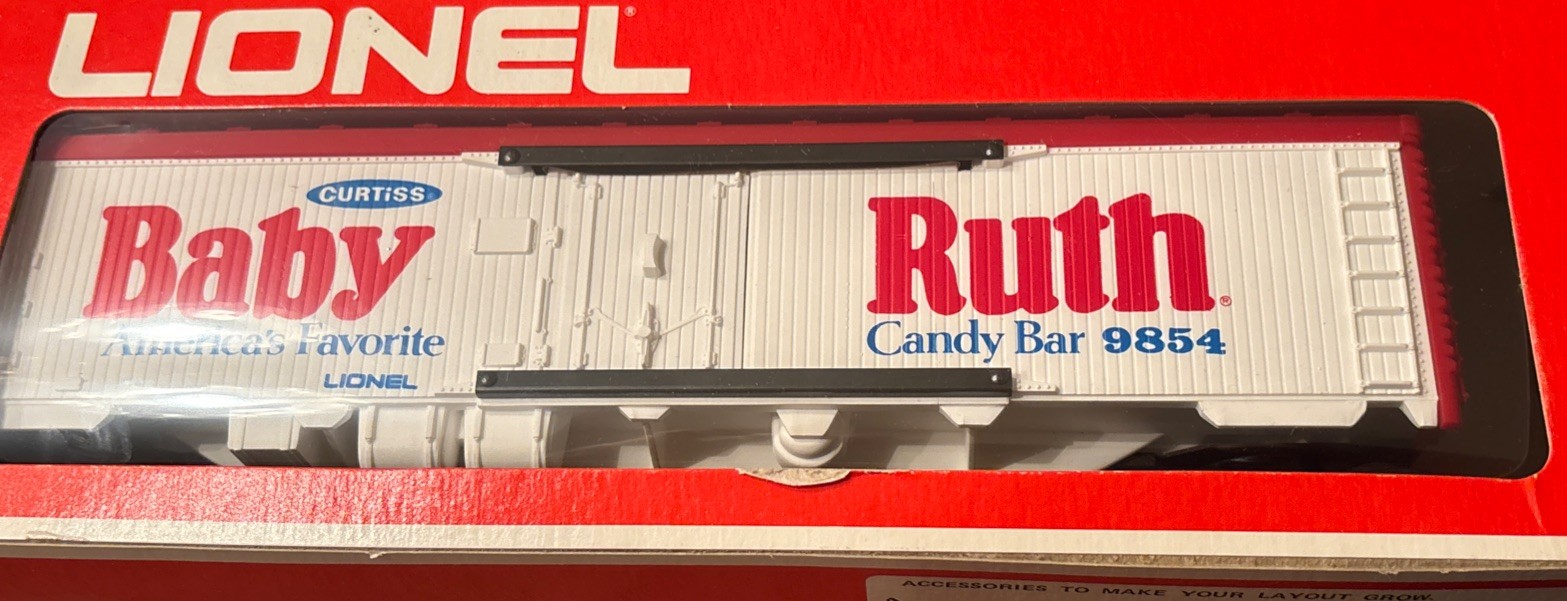 LIONEL®
CURTiSS®
Baby
America's Favorite
LIONEL
Ruth®
Candy Bar 9854
ACCESSORIES TO MAKE YOUR LAYOUT GROW.